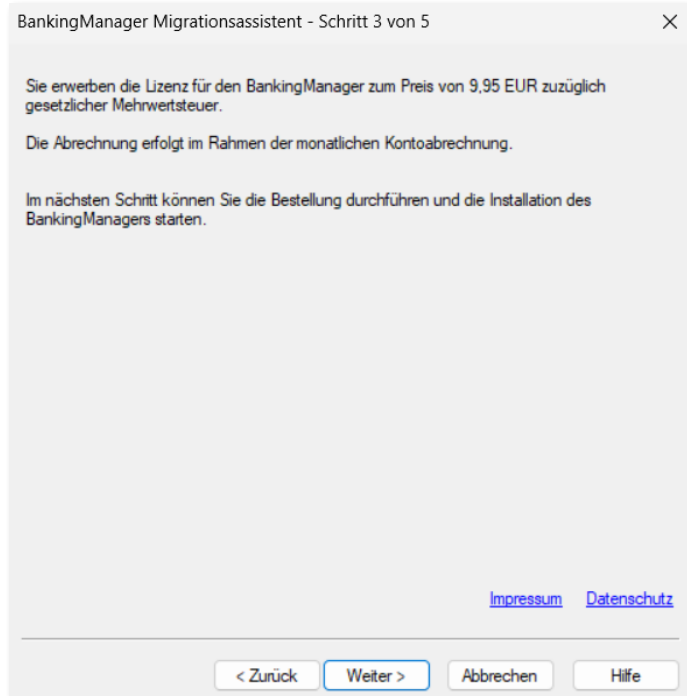 BankingManager Migrationsassistent - Schritt 3 von 5
Sie erwerben die Lizenz für den BankingManager zum Preis von 9,95 EUR zuzüglich
gesetzlicher Mehrwertsteuer.
Die Abrechnung erfolgt im Rahmen der monatlichen Kontoabrechnung.
Im nächsten Schritt können Sie die Bestellung durchführen und die Installation des
BankingManagers starten.
Impressum Datenschutz
< Zurück Weiter > Abbrechen Hilfe